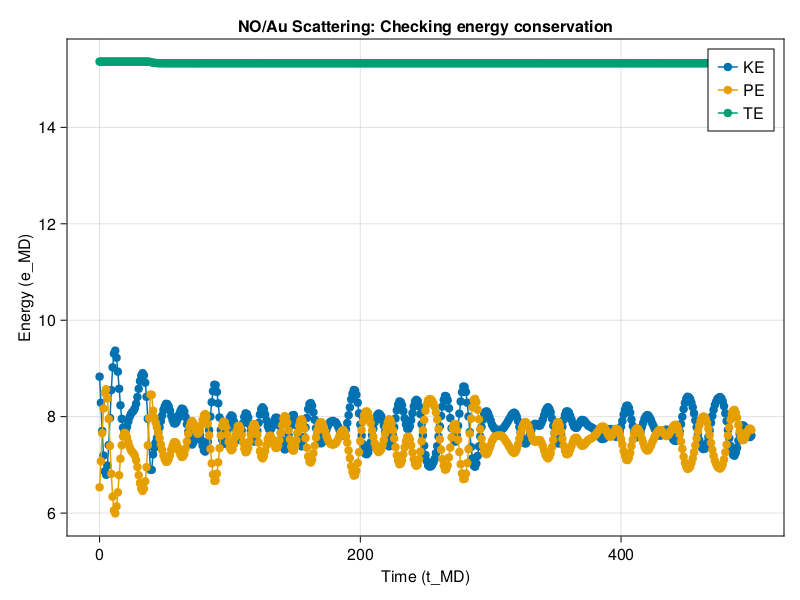 NO/Au Scattering: Checking energy conservation
KE
PE
TE
Energy (e_MD)
14
12
10
8
6
0
200
400
Time (t_MD)